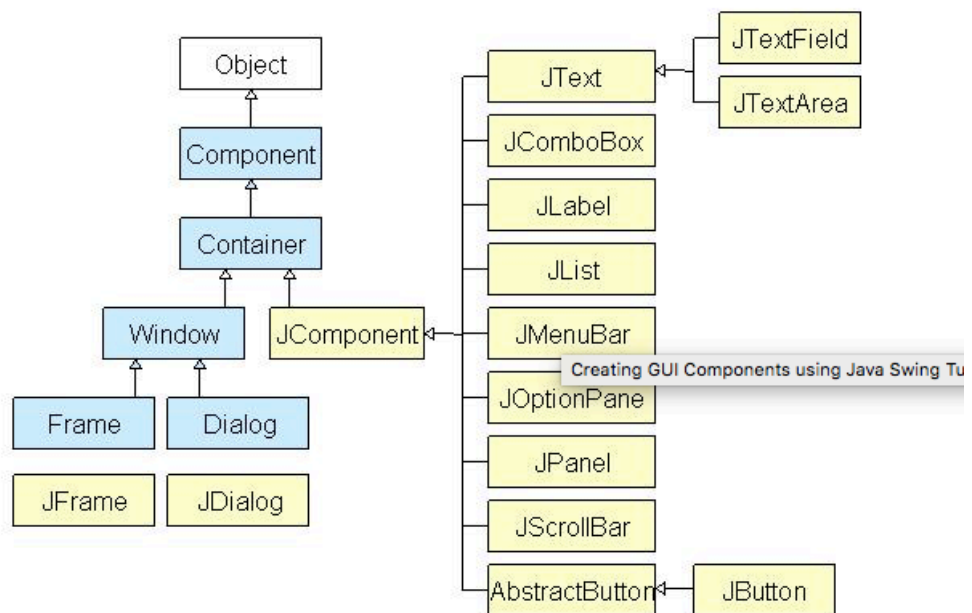 Object
Component
Container
Window
JComponent
Frame
Dialog
JFrame
JDialog
JText
JTextField
JTextArea
JComboBox
JLabel
JList
JMenuBar
Creating GUI Components using Java Swing Tu
JOptionPane
JPanel
JScrollBar
AbstractButton
JButton